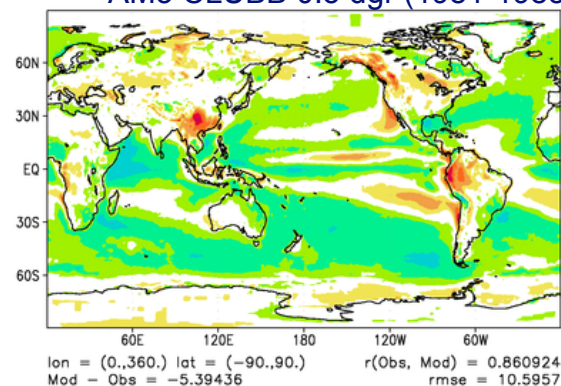 60N
30N
EQ
30S
60S
60E 120E 180 120W 60W
lon = (0.,360.) lat = (-90.,90.) r(Obs, Mod) = 0.860924
Mod - Obs = -5.39436 rmse = 10.5957